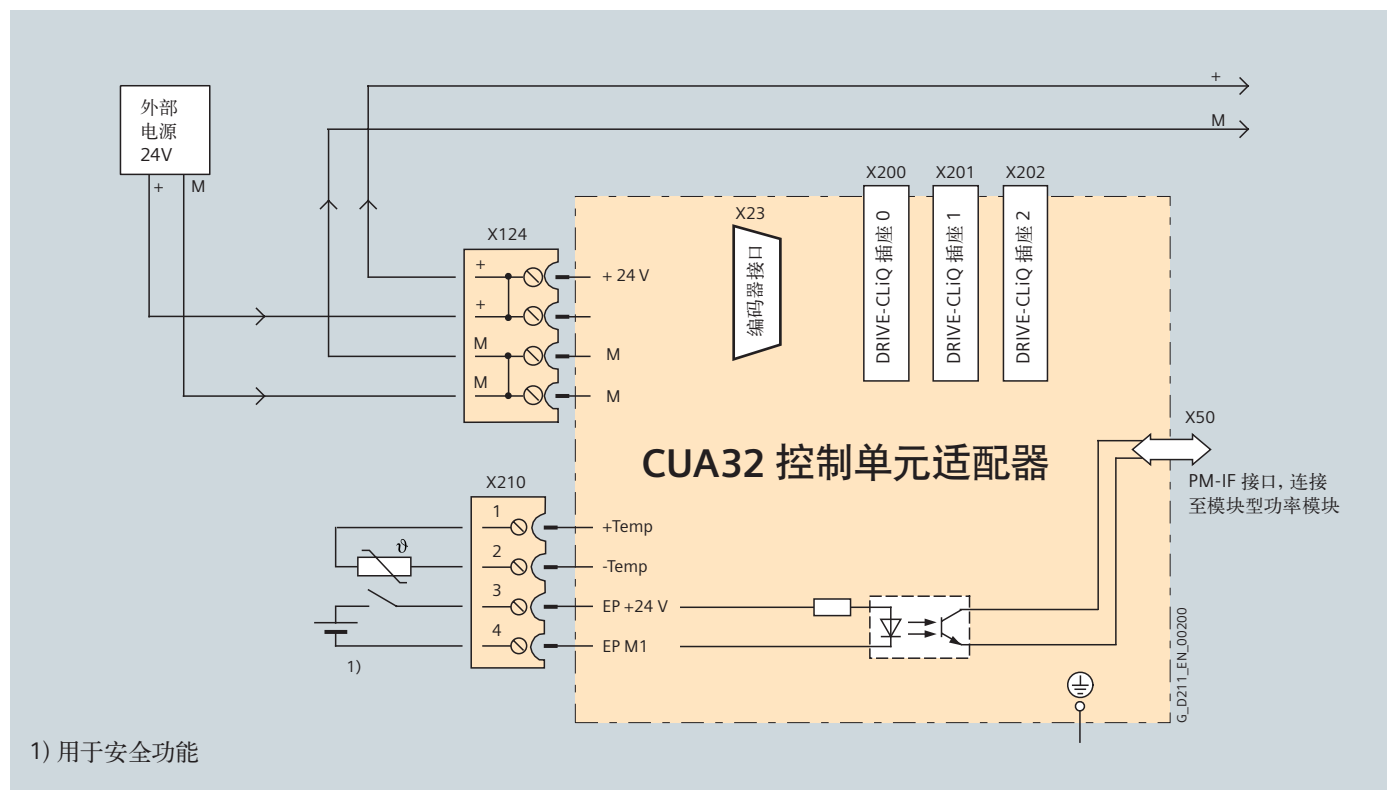 +
M
外部
电源
24V
+ M
X200 X201 X202
DRIVE-CLiQ 插座 0
DRIVE-CLiQ 插座 1
DRIVE-CLiQ 插座 2
X23
编码器接口
X124
+
+ 24 V
+
M
M
M
M
CUA32 控制单元适配器
X50
PM-IF 接口, 连接
至模块型功率模块
X210
1
+Temp
ϑ
2
-Temp
3
EP +24 V
4
EP M1
1)
G_D211_EN_00200
1) 用于安全功能